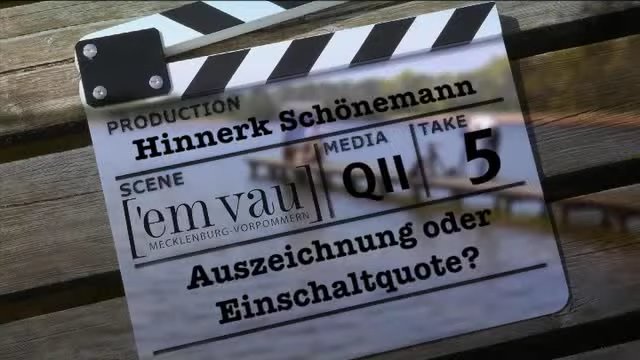 PRODUCTION
Hinnerk Schönemann
SCENE
['em vau]
MECKLENBURG-VORPOMMERN
MEDIA
QII
TAKE
5
Auszeichnung oder
Einschaltquote?